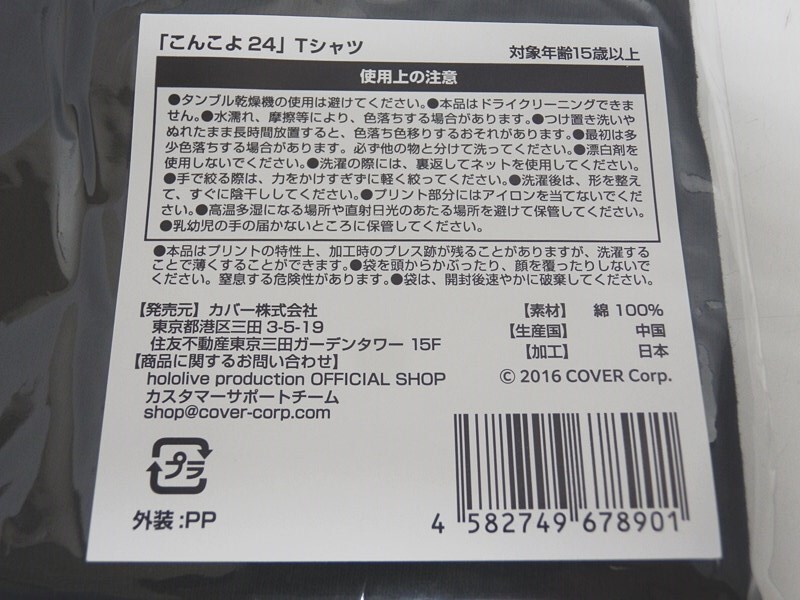 「こんこよ24」Tシャツ 対象年齢15歳以上
使用上の注意
●タンブル乾燥機の使用は避けてください。●本品はドライクリーニングできま
せん。●水濡れ、摩擦等により、色落ちする場合があります。●つけ置き洗いや
ぬれたまま長時間放置すると、色落ち色移りするおそれがあります。●最初は多
少色落ちする場合があります。必ず他の物と分けて洗ってください。●漂白剤を
使用しないでください。●洗濯の際には、裏返してネットを使用してください。
●手で絞る際は、力をかけすぎずに軽く絞ってください。●洗濯後は、形を整え
て、すぐに陰干ししてください。●プリント部分にはアイロンを当てないでくだ
さい。●高温多湿になる場所や直射日光のあたる場所を避けて保管してください。
●乳幼児の手の届かないところに保管してください。
●本品はプリントの特性上、加工時のプレス跡が残ることがありますが、洗濯する
ことで薄くすることができます。●袋を頭からかぶったり、顔を覆ったりしないで
ください。窒息する危険性があります。●袋は、開封後速やかに破棄してください。
【発売元】カバー株式会社
東京都港区三田 3-5-19
住友不動産東京三田ガーデンタワー 15F
【商品に関するお問い合わせ】
hololive production OFFICIAL SHOP
カスタマーサポートチーム
shop@cover-corp.com
【素材】 綿 100%
【生産国】 中国
【加工】 日本
© 2016 COVER Corp.
プラ
外装:PP
4 582749 678901